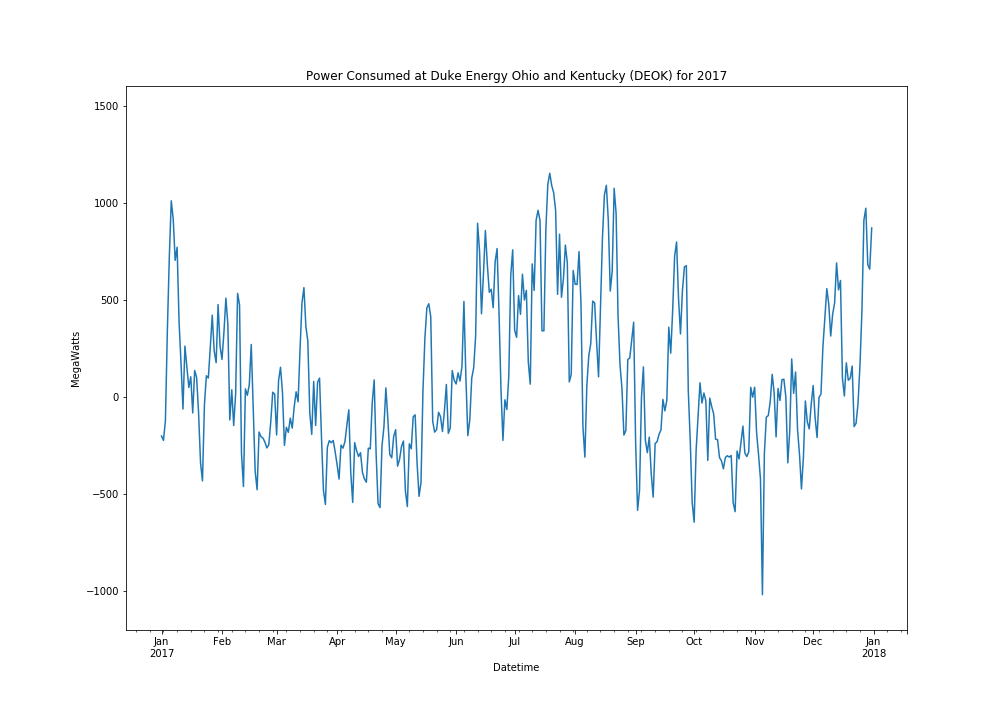 Power Consumed at Duke Energy Ohio and Kentucky (DEOK) for 2017
1500
1000
500
0
−500
−1000
MegaWatts
Jan Feb Mar Apr May Jun Jul Aug Sep Oct Nov Dec Jan
2017 2018
Datetime